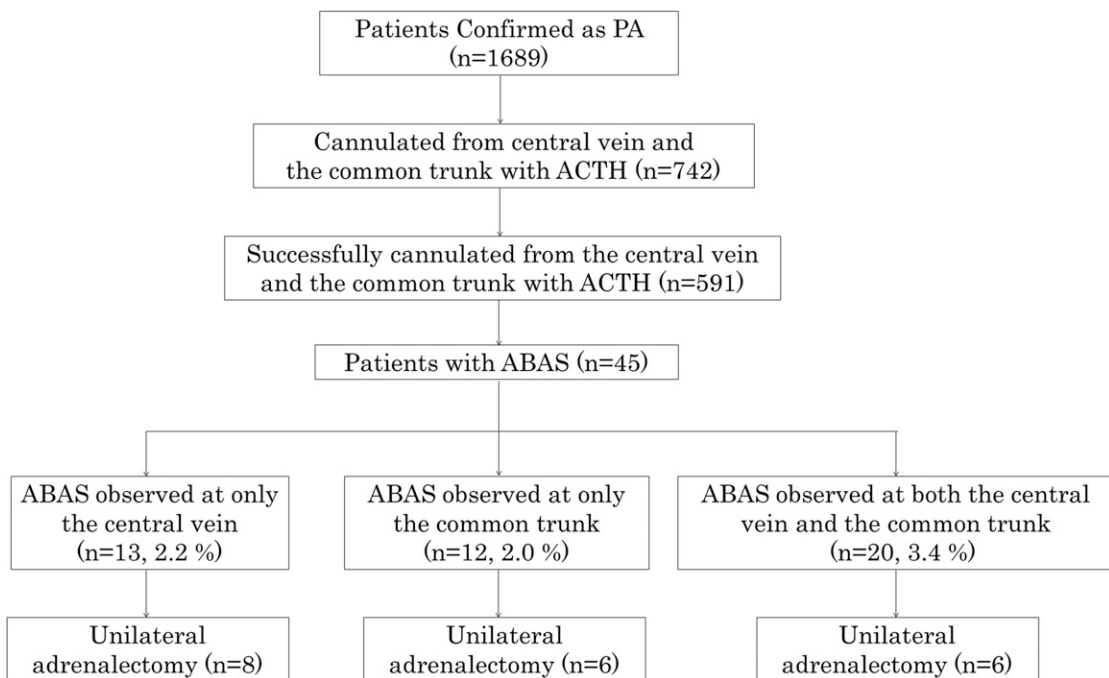 Patients Confirmed as PA
(n=1689)
Cannulated from central vein and
the common trunk with ACTH (n=742)
Successfully cannulated from the central vein
and the common trunk with ACTH (n=591)
Patients with ABAS (n=45)
ABAS observed at only
the central vein
(n=13, 2.2 %)
ABAS observed at only
the common trunk
(n=12, 2.0 %)
ABAS observed at both the central
vein and the common trunk
(n=20, 3.4 %)
Unilateral
adrenalectomy (n=8)
Unilateral
adrenalectomy (n=6)
Unilateral
adrenalectomy (n=6)